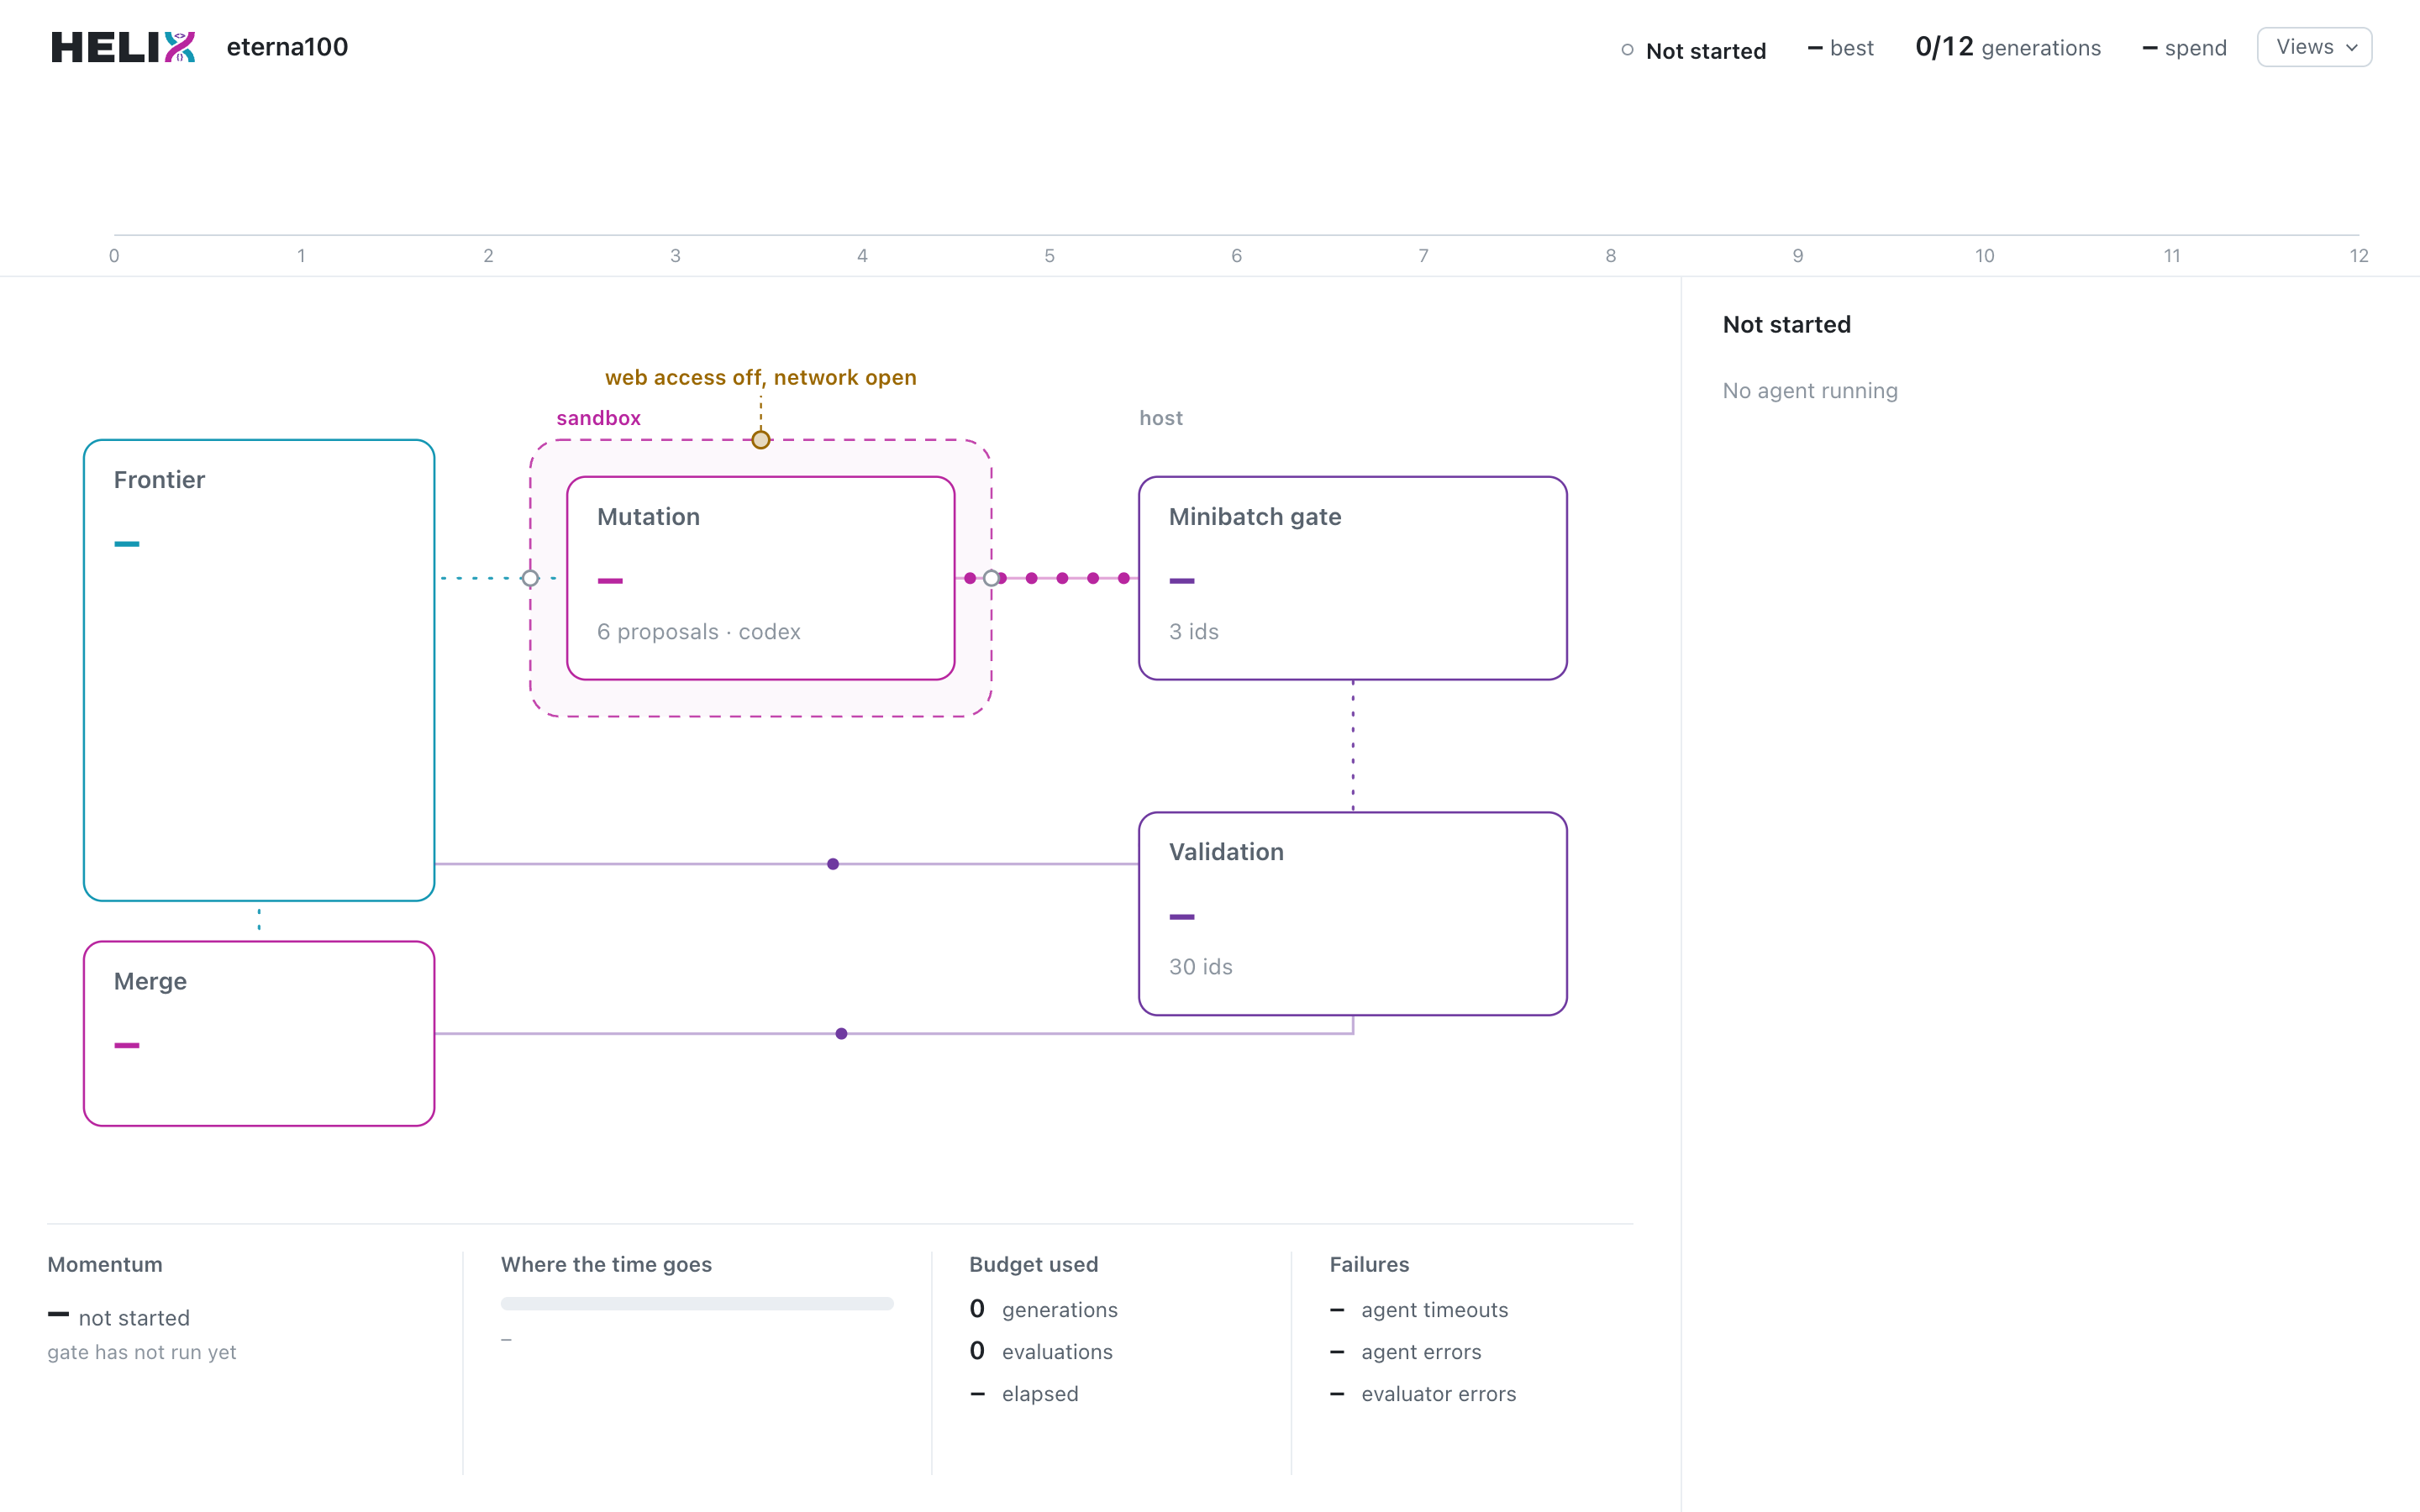 HELIX
eterna100
Not started
– best
0/12 generations
– spend
Views
0 1 2 3 4 5 6 7 8 9 10 11 12
web access off, network open
sandbox
host
Frontier
–
Mutation
–
6 proposals · codex
Minibatch gate
–
3 ids
Validation
–
30 ids
Merge
–
Not started
No agent running
Momentum
– not started
gate has not run yet
Where the time goes
–
Budget used
0 generations
0 evaluations
– elapsed
Failures
– agent timeouts
– agent errors
– evaluator errors